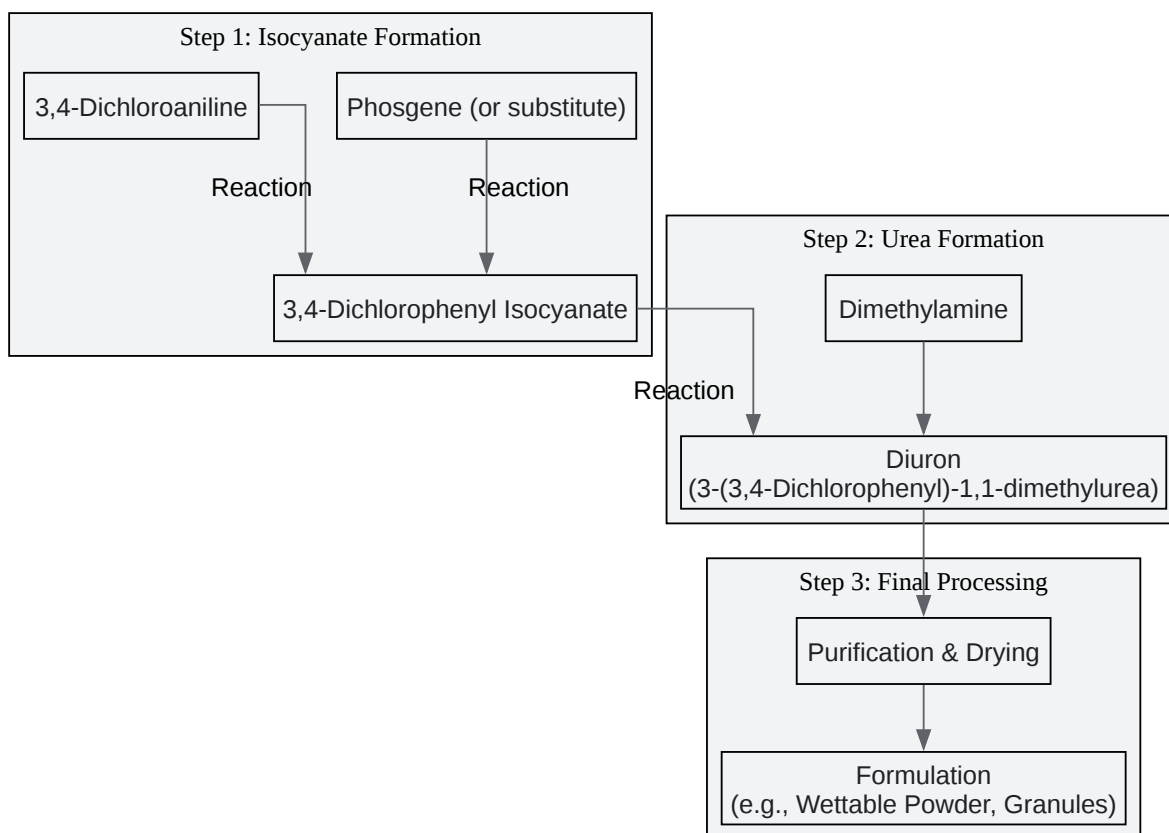 Step 1: Isocyanate Formation
3,4-Dichloroaniline
Phosgene (or substitute)
Reaction
Reaction
3,4-Dichlorophenyl Isocyanate
Step 2: Urea Formation
Dimethylamine
Reaction
Diuron
(3-(3,4-Dichlorophenyl)-1,1-dimethylurea)
Step 3: Final Processing
Purification & Drying
Formulation
(e.g., Wettable Powder, Granules)